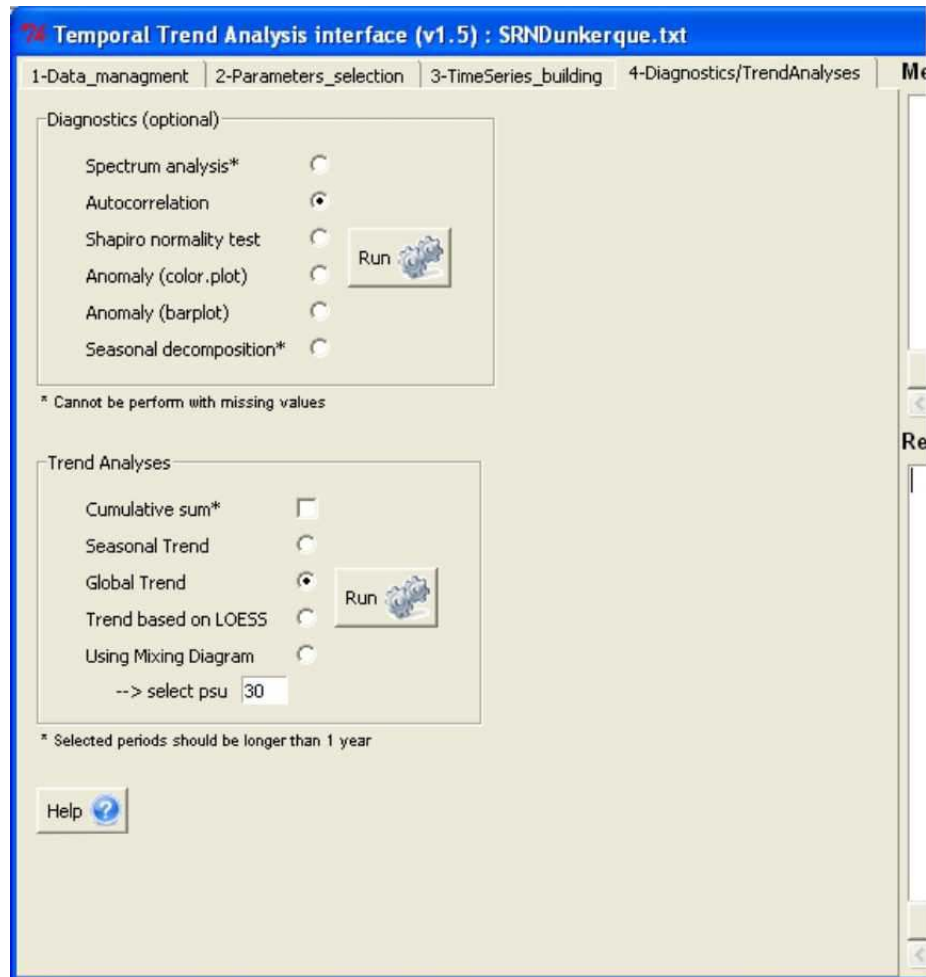 Temporal Trend Analysis interface (v1.5) : SRNDunkerque.txt
1-Data_managment 2-Parameters_selection 3-TimeSeries_building 4-Diagnostics/TrendAnalyses
Me
Diagnostics (optional)
Spectrum analysis*
Autocorrelation
Shapiro normality test
Run
Anomaly (color.plot)
Anomaly (barplot)
Seasonal decomposition*
* Cannot be perform with missing values
Re
Trend Analyses
Cumulative sum*
Seasonal Trend
Global Trend
Run
Trend based on LOESS
Using Mixing Diagram
--> select psu 30
* Selected periods should be longer than 1 year
Help ?